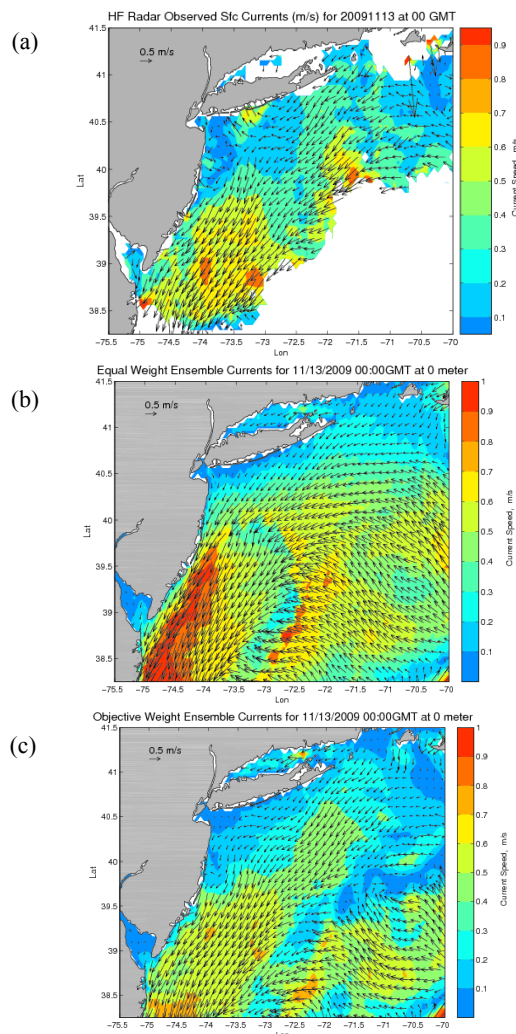 (a)
HF Radar Observed Sfc Currents (m/s) for 20091113 at 00 GMT
0.5 m/s
41.5
41
40.5
40
39.5
39
38.5
Lat
-75.5 -75 -74.5 -74 -73.5 -73 -72.5 -72 -71.5 -71 -70.5 -70
Lon
0.9
0.8
0.7
0.6
0.5
0.4
0.3
0.2
0.1
Current Speed, m/s
(b)
Equal Weight Ensemble Currents for 11/13/2009 00:00GMT at 0 meter
0.5 m/s
41.5
41
40.5
40
39.5
39
38.5
Lat
-75.5 -75 -74.5 -74 -73.5 -73 -72.5 -72 -71.5 -71 -70.5 -70
Lon
1
0.9
0.8
0.7
0.6
0.5
0.4
0.3
0.2
0.1
Current Speed, m/s
(c)
Objective Weight Ensemble Currents for 11/13/2009 00:00GMT at 0 meter
0.5 m/s
41.5
41
40.5
40
39.5
39
38.5
Lat
-75.5 -75 -74.5 -74 -73.5 -73 -72.5 -72 -71.5 -71 -70.5 -70
Lon
1
0.9
0.8
0.7
0.6
0.5
0.4
0.3
0.2
0.1
Current Speed, m/s